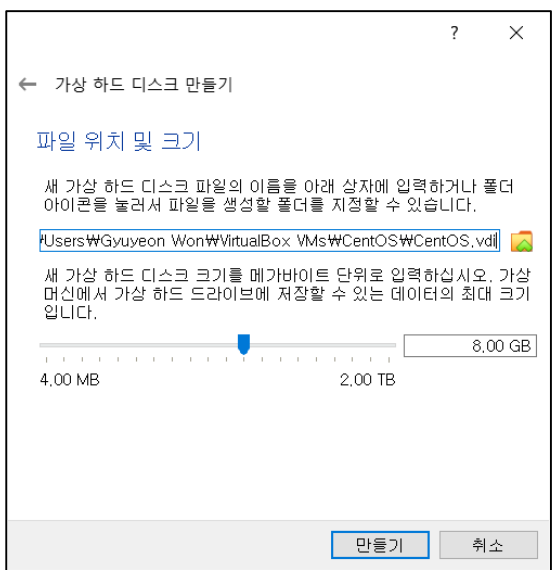 ?
가상 하드 디스크 만들기
파일 위치 및 크기
새 가상 하드 디스크 파일의 이름을 아래 상자에 입력하거나 폴더
아이콘을 눌러서 파일을 생성할 폴더를 지정할 수 있습니다.
₩Users₩Gyuyeon Won₩VirtualBox VMs₩CentOS₩CentOS.vdi
새 가상 하드 디스크 크기를 메가바이트 단위로 입력하십시오. 가상
머신에서 가상 하드 드라이브에 저장할 수 있는 데이터의 최대 크기
입니다.
8,00 GB
4,00 MB 2,00 TB
만들기 취소